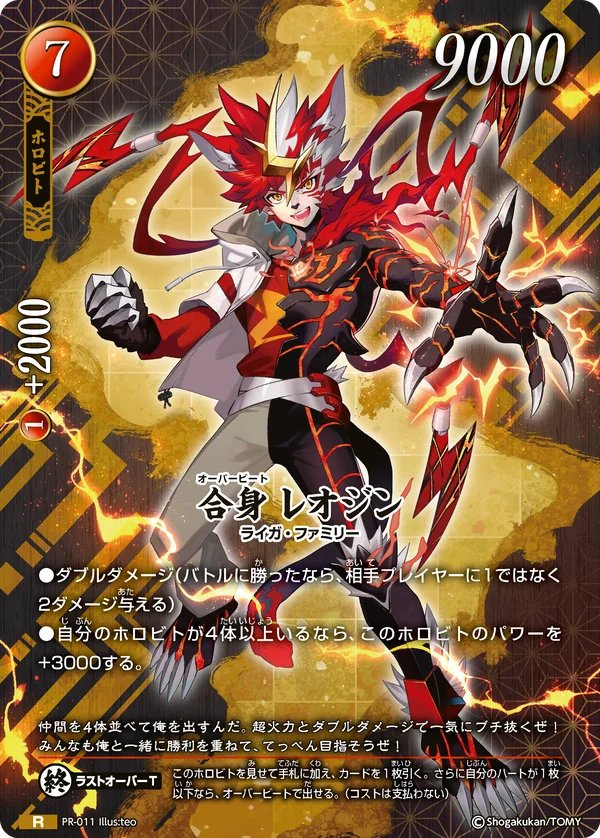 7
9000
ホロビト
+2000
1
オーバービート
合身 レオジン
ライガ・ファミリー
●ダブルダメージ(バトルに勝ったなら、相手プレイヤーに1ではなく
2ダメージ与える)
●自分のホロビトが4体以上いるなら、このホロビトのパワーを
+3000する。
仲間を4体並べて俺を出すんだ。超火力とダブルダメージで一気にブチ抜くぜ!
みんなも俺と一緒に勝利を重ねて、てっぺん目指そうぜ!
終 ラストオーバーT
このホロビトを見せて手札に加え、カードを1枚引く。さらに自分のハートが1枚
以下なら、オーバービートで出せる。(コストは支払わない)
R PR-011 Illus:teo
©Shogakukan/TOMY